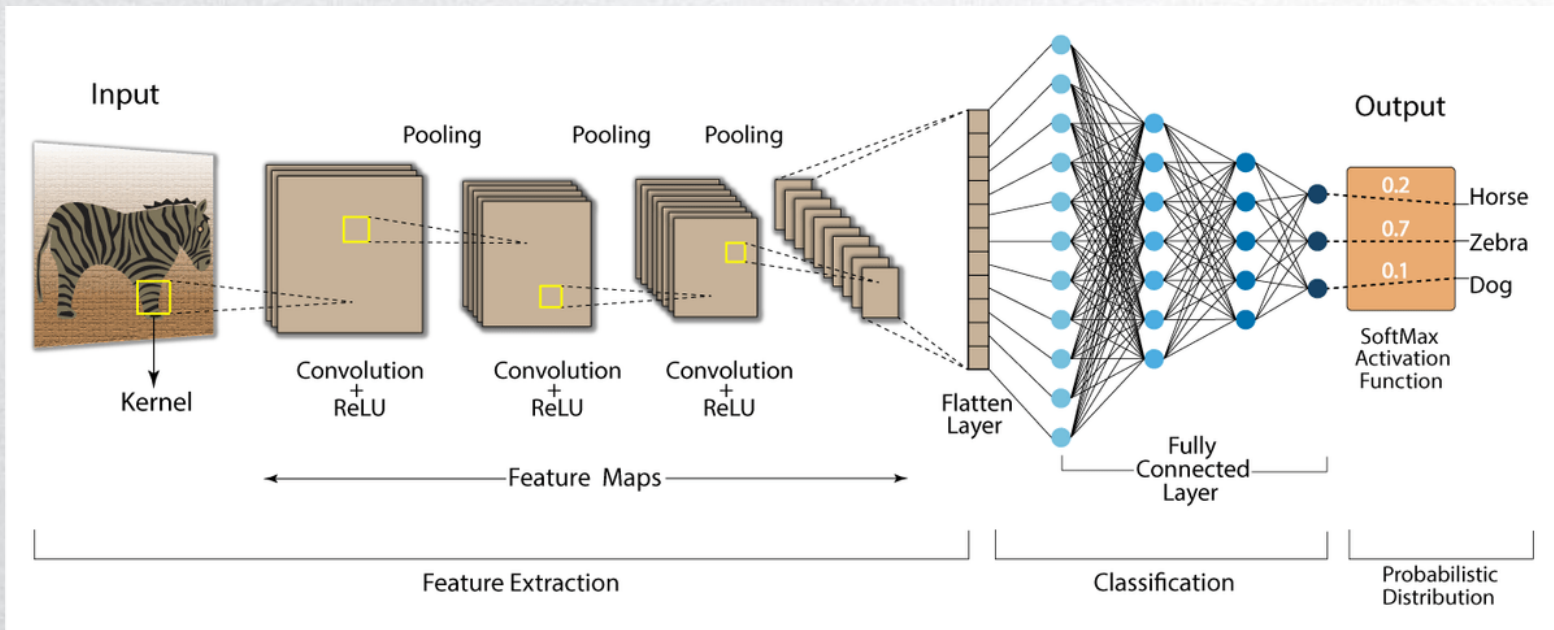 Input
Kernel
Pooling
Pooling
Pooling
Convolution
+
ReLU
Convolution
+
ReLU
Convolution
+
ReLU
Feature Maps
Flatten
Layer
Fully
Connected
Layer
Output
0.2
Horse
0.7
Zebra
0.1
Dog
SoftMax
Activation
Function
Feature Extraction
Classification
Probabilistic
Distribution